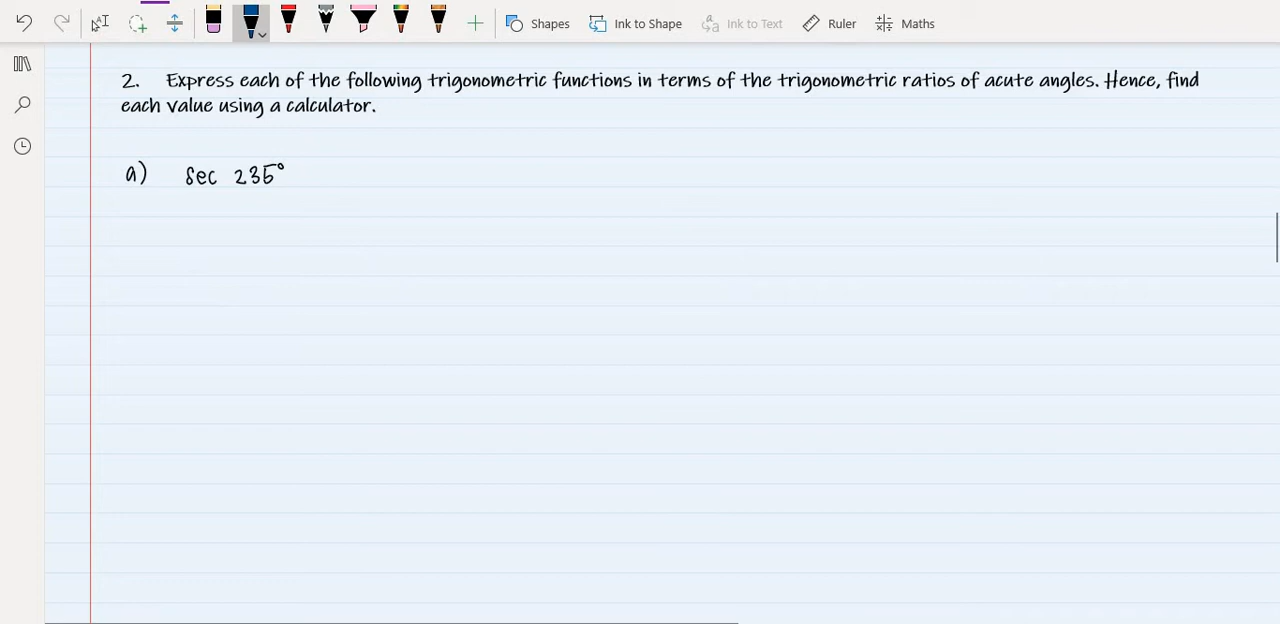 Shapes Ink to Shape Ink to Text Ruler Maths
2. Express each of the following trigonometric functions in terms of the trigonometric ratios of acute angles. Hence, find
each value using a calculator.
a) sec 235°